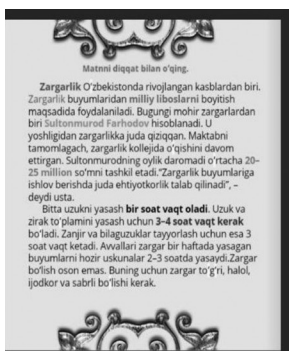 Matnni diqqat bilan o'qing.
Zargarlik O'zbekistonda rivojlangan kasblardan biri.
Zargarlik buyumlaridan milliy liboslarni boyitish
maqsadida foydalaniladi. Bugungi mohir zargarlardan
biri Sultonmurod Farhodov hisoblanadi. U
yoshligidan zargarlikka juda qiziqqan. Maktabni
tamomlagach, zargarlik kollejida o'qishini davom
ettirgan. Sultonmurodning oylik daromadi o'rtacha 20–
25 million so'mni tashkil etadi."Zargarlik buyumlariga
ishlov berishda juda ehtiyotkorlik talab qilinadi", –
deydi usta.
Bitta uzukni yasash bir soat vaqt oladi. Uzuk va
zirak to'plamini yasash uchun 3–4 soat vaqt kerak
bo'ladi. Zanjir va bilaguzuklar tayyorlash uchun esa 3
soat vaqt ketadi. Avvallari zargar bir haftada yasagan
buyumlarni hozir uskunalar 2–3 soatda yasaydi.Zargar
bo'lish oson emas. Buning uchun zargar to'g'ri, halol,
ijodkor va sabrli bo'lishi kerak.